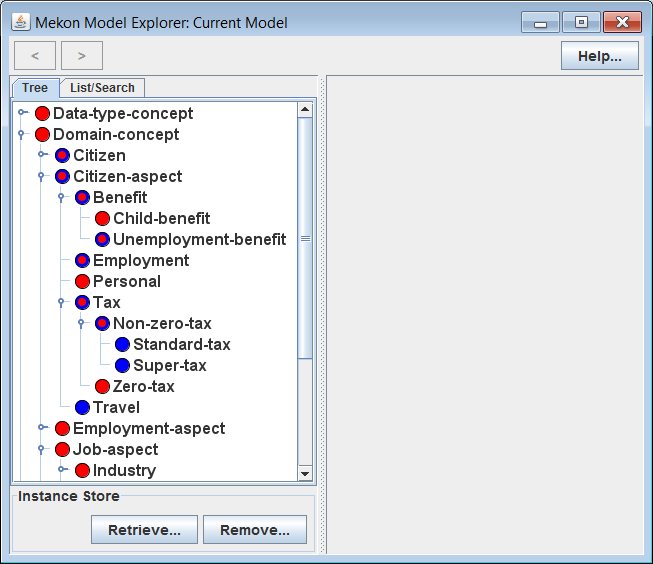 Mekon Model Explorer: Current Model
< > Help...
Tree List/Search
Data-type-concept
Domain-concept
Citizen
Citizen-aspect
Benefit
Child-benefit
Unemployment-benefit
Employment
Personal
Tax
Non-zero-tax
Standard-tax
Super-tax
Zero-tax
Travel
Employment-aspect
Job-aspect
Industry
Instance Store
Retrieve... Remove...